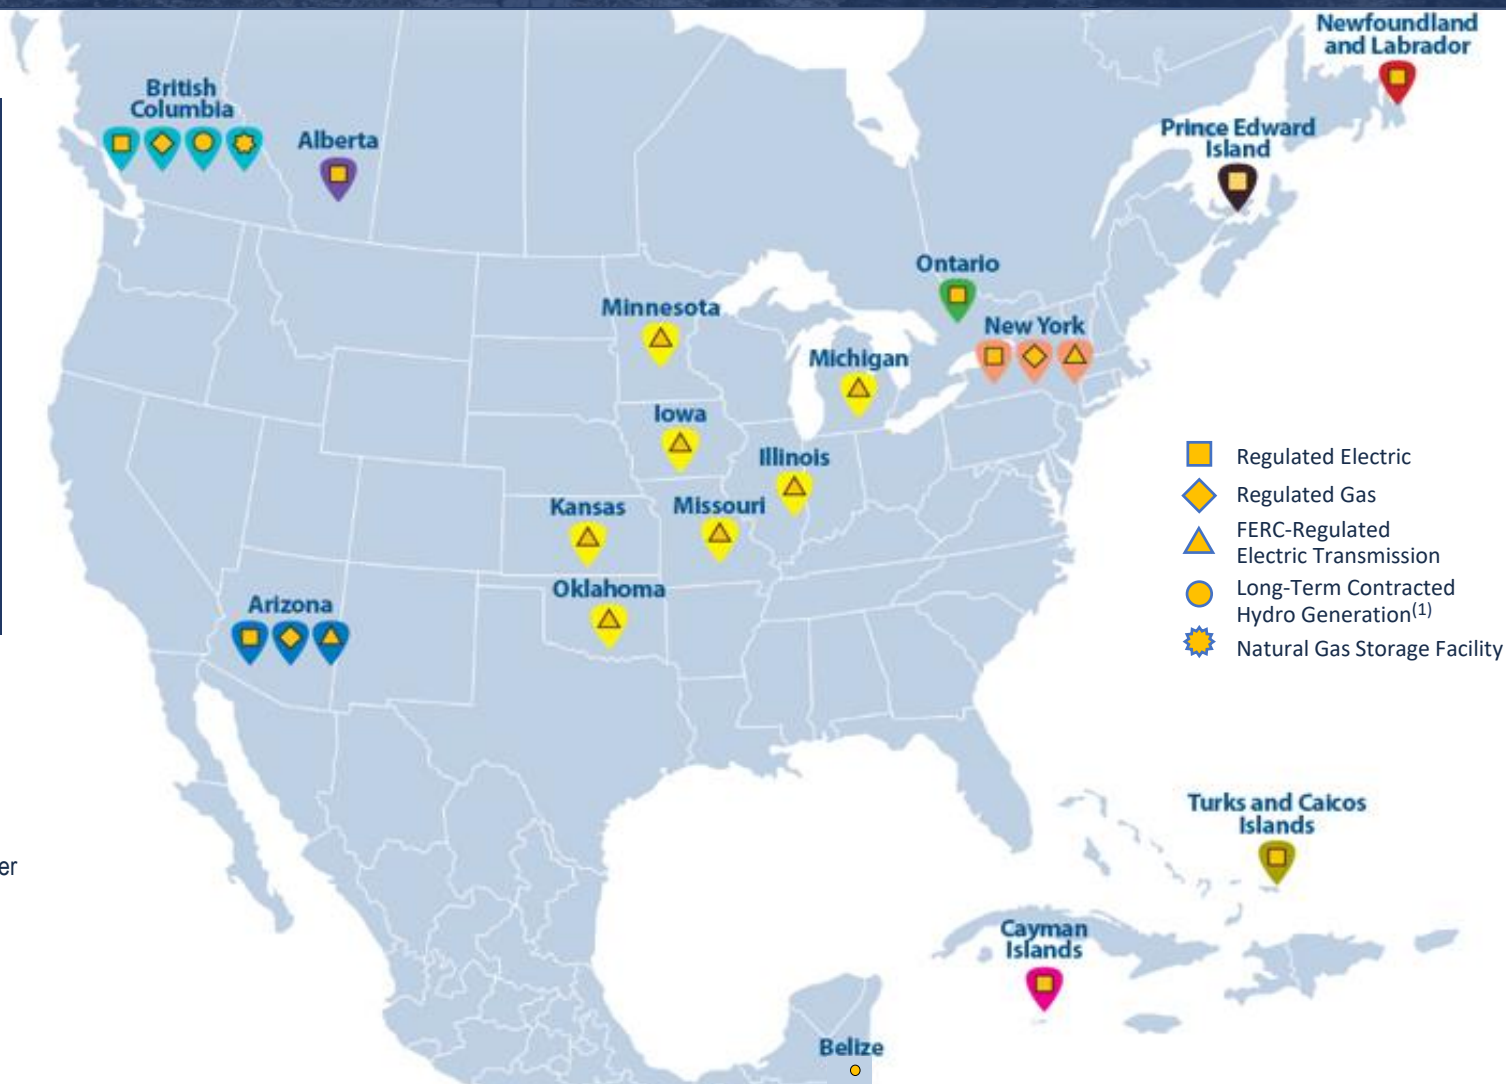 Newfoundland
and Labrador
British
Columbia
Alberta
Prince Edward
Island
Ontario
Minnesota
New York
Michigan
Iowa
Illinois
Kansas
Missouri
Oklahoma
Arizona
Regulated Electric
Regulated Gas
FERC-Regulated
Electric Transmission
Long-Term Contracted
Hydro Generation(1)
Natural Gas Storage Facility
Turks and Caicos
Islands
er
Cayman
Islands
Belize